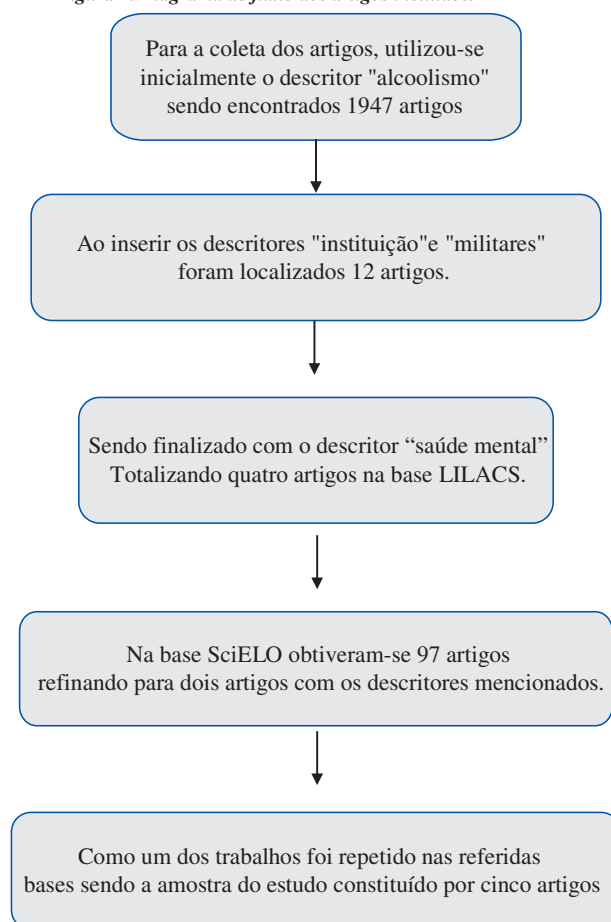 Para a coleta dos artigos, utilizou-se
inicialmente o descritor "alcoolismo"
sendo encontrados 1947 artigos
Ao inserir os descritores "instituição"e "militares"
foram localizados 12 artigos.
Sendo finalizado com o descritor “saúde mental”
Totalizando quatro artigos na base LILACS.
Na base SciELO obtiveram-se 97 artigos
refinando para dois artigos com os descritores mencionados.
Como um dos trabalhos foi repetido nas referidas
bases sendo a amostra do estudo constituído por cinco artigos